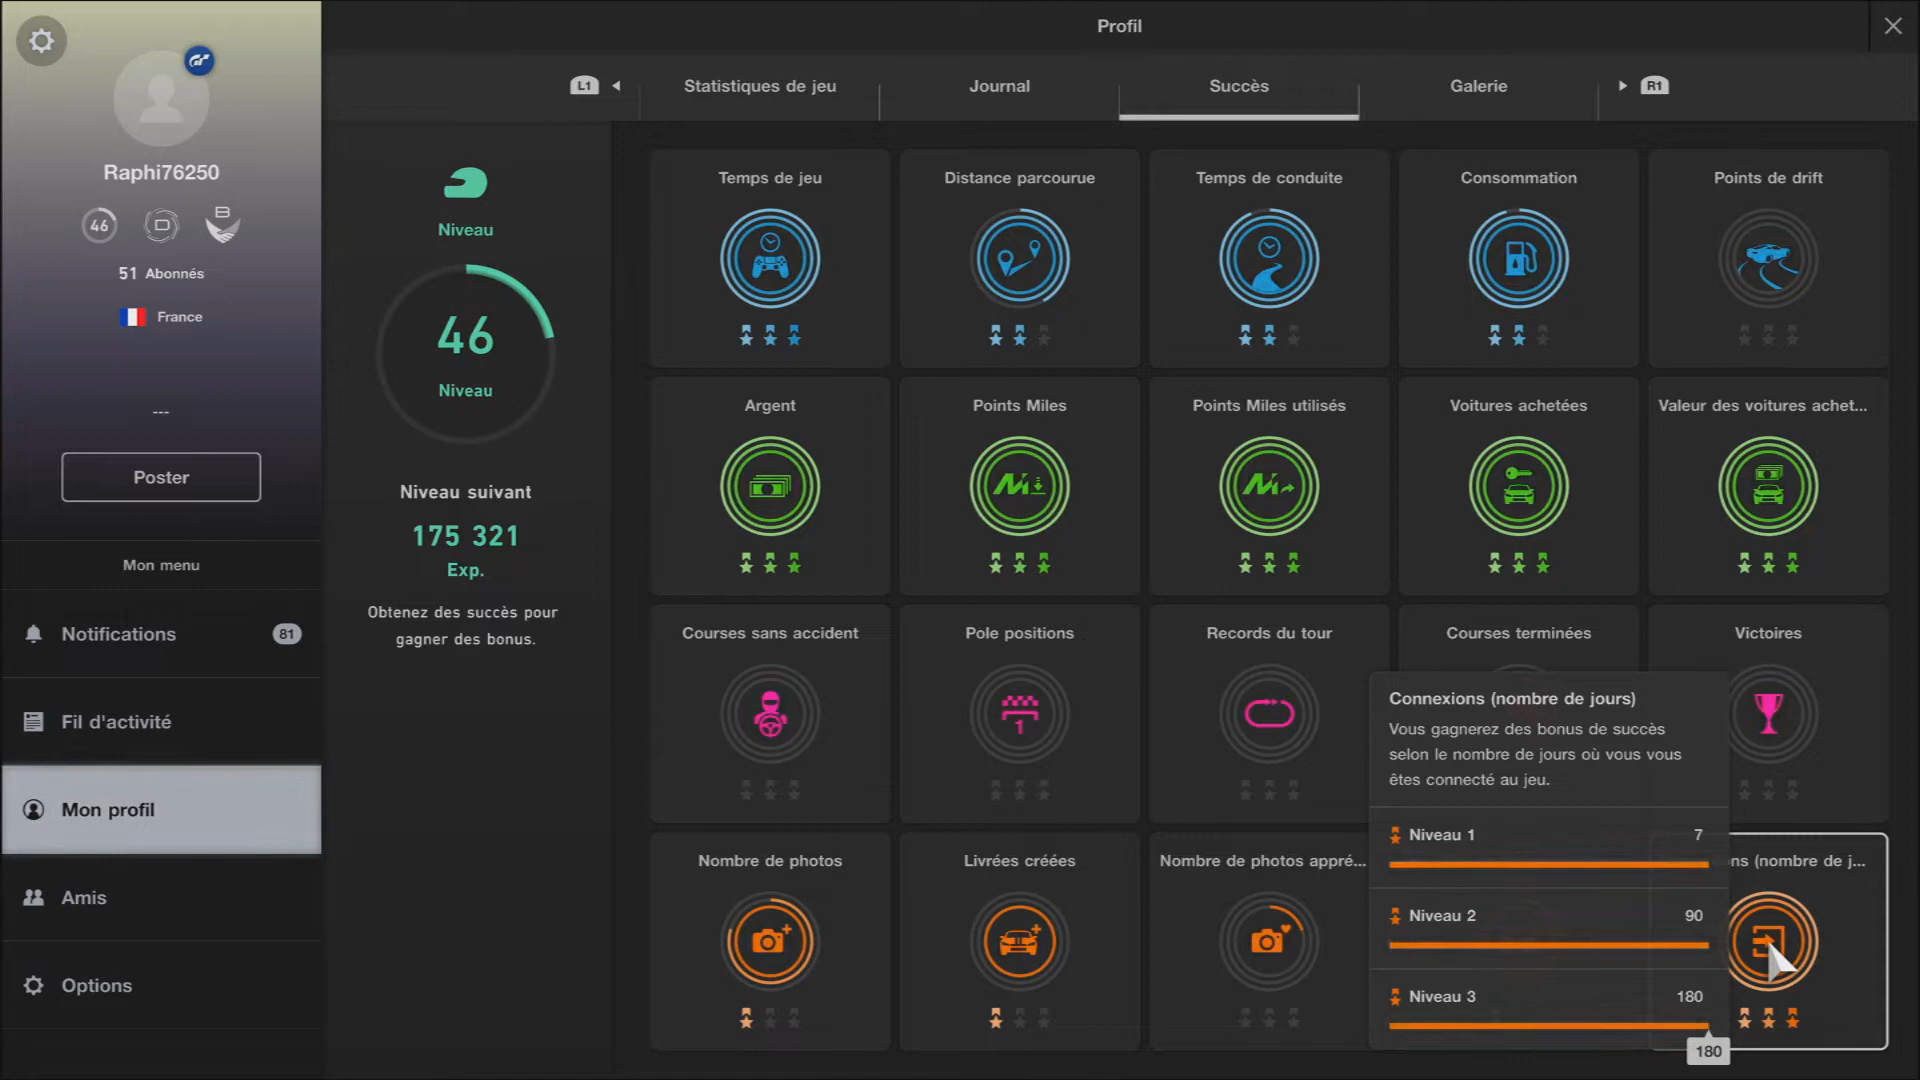 Profil
L1
Statistiques de jeu
Journal
Succès
Galerie
R1
Raphi76250
46
D
B
51 Abonnés
France
---
Poster
Mon menu
Notifications
81
Fil d'activité
Mon profil
Amis
Options
Niveau
46
Niveau
Niveau suivant
175 321
Exp.
Obtenez des succès pour
gagner des bonus.
Temps de jeu
Distance parcourue
Temps de conduite
Consommation
Points de drift
Argent
Points Miles
Points Miles utilisés
Voitures achetées
Valeur des voitures achet...
Courses sans accident
Pole positions
1
Records du tour
Courses terminées
Victoires
Nombre de photos
Livrées créées
Nombre de photos appré...
ns (nombre de j...
Connexions (nombre de jours)
Vous gagnerez des bonus de succès
selon le nombre de jours où vous vous
êtes connecté au jeu.
Niveau 1 7
Niveau 2 90
Niveau 3 180
180